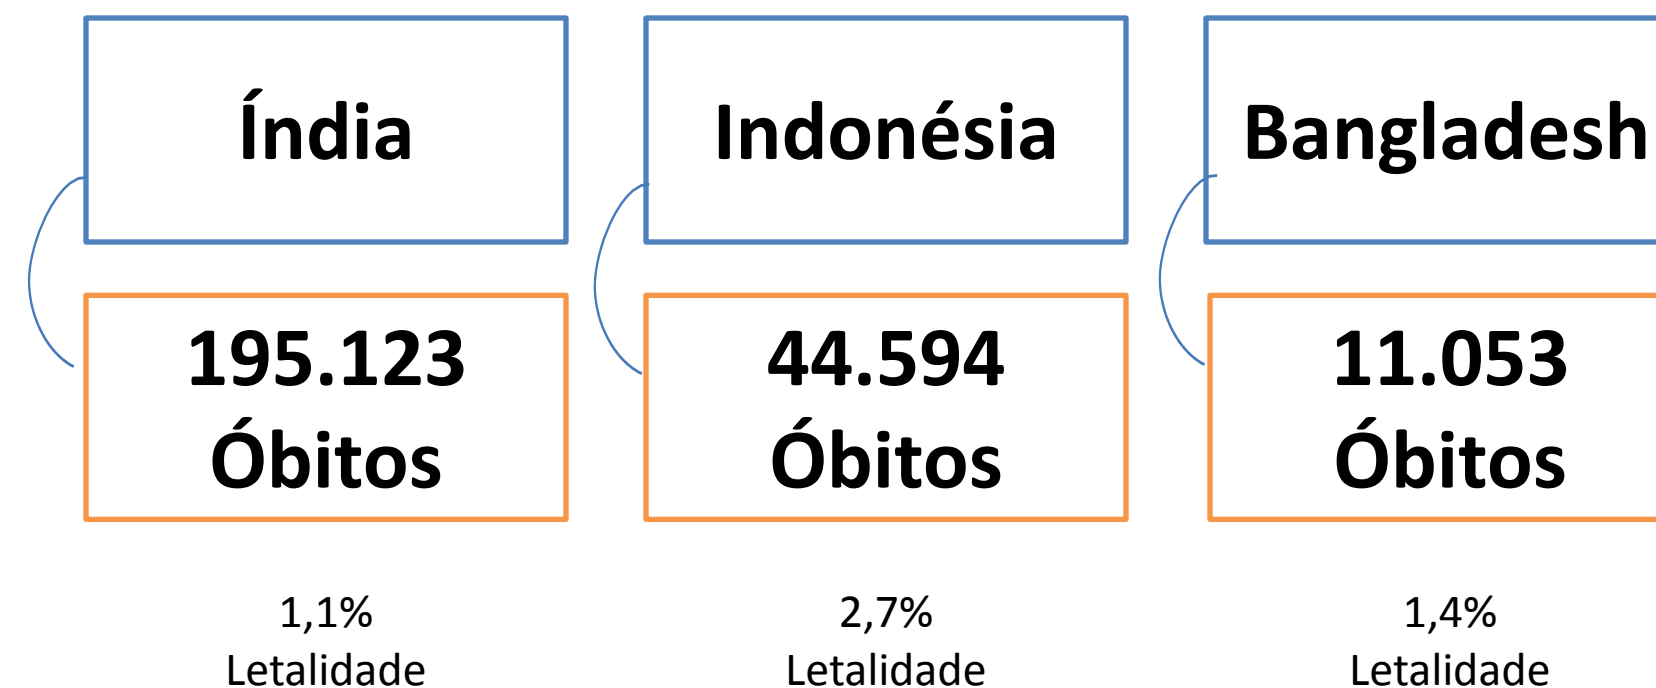 Índia
195.123
Óbitos
1,1%
Letalidade
Indonésia
44.594
Óbitos
2,7%
Letalidade
Bangladesh
11.053
Óbitos
1,4%
Letalidade